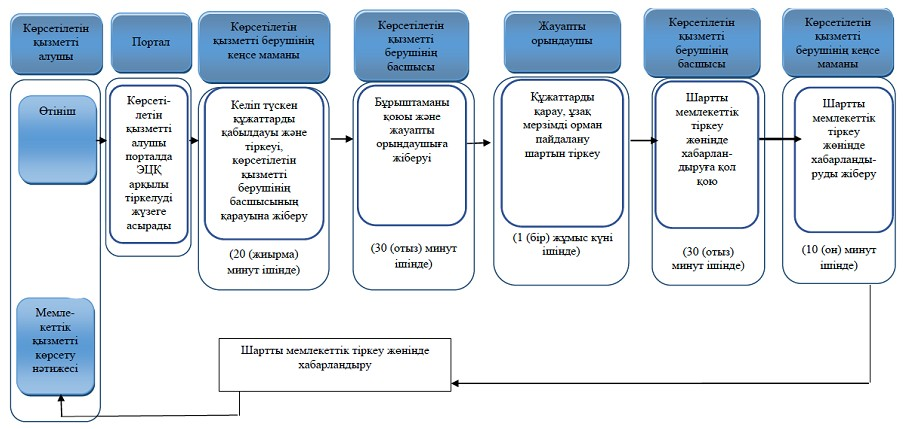 Көрсетілетін
қызметті
алушы
Портал
Көрсетілетін
қызметті берушінің
кеңсе маманы
Көрсетілетін
қызметті
берушінің
басшысы
Жауапты
орындаушы
Көрсетілетін
қызметті
берушінің
басшысы
Көрсетілетін
қызметті
берушінің кеңсе
маманы
Өтініш
Көрсеті-
летін
қызметті
алушы
порталда
ЭЦҚ
арқылы
тіркелуді
жүзеге
асырады
Келіп түскен
құжаттарды
қабылдауы және
тіркеуі,
көрсетілетін
қызметті
берушінің
басшысының
қарауына жіберу
(20 (жиырма)
минут ішінде)
Бұрыштаманы
қоюы және
жауапты
орындаушыға
жіберуі
(30 (отыз) минут
ішінде)
Құжаттарды
қарау, ұзақ
мерзімді орман
пайдалану
шартын тіркеу
(1 (бір) жұмыс күні
ішінде)
Шартты
мемлекеттік
тіркеу
жөнінде
хабарлан-
дыруға қол
қою
(30 (отыз)
минут ішінде)
Шартты
мемлекеттік
тіркеу
жөнінде
хабарланды-
руды жіберу
(10 (он) минут
ішінде)
Мемле-
кеттік
қызметті
көрсету
нәтижесі
Шартты мемлекеттік тіркеу жөнінде
хабарландыру